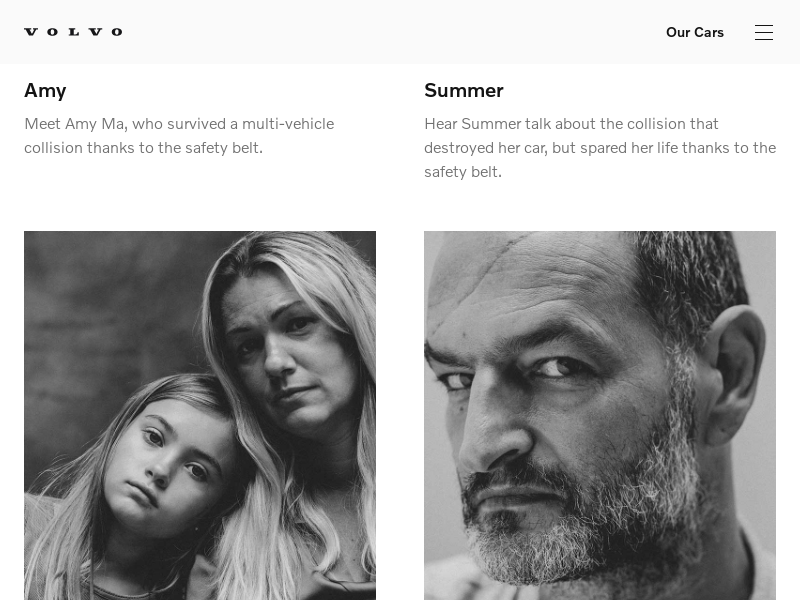 VOLVO
Our Cars
Amy
Meet Amy Ma, who survived a multi-vehicle
collision thanks to the safety belt.
Summer
Hear Summer talk about the collision that
destroyed her car, but spared her life thanks to the
safety belt.